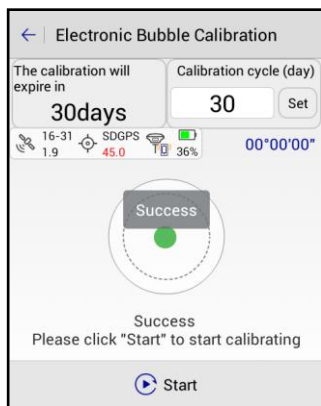 Electronic Bubble Calibration
The calibration will
expire in
30days
Calibration cycle (day)
30
Set
16-31
1.9
SDGPS
45.0
36%
00°00'00"
Success
Success
Please click "Start" to start calibrating
Start